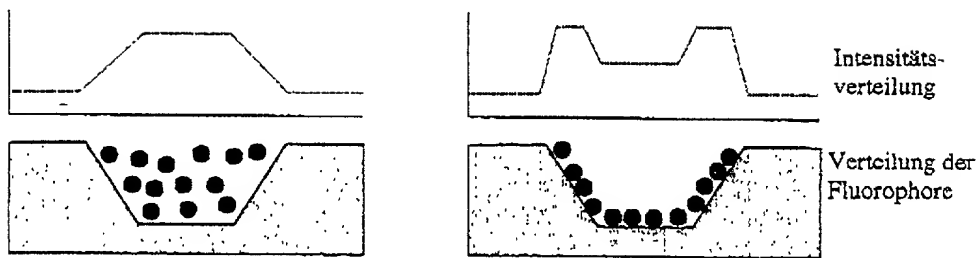 Intensitäts-
verteilung
Verteilung der
Fluorophore